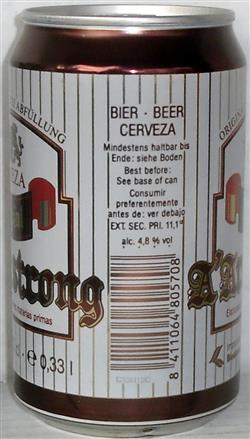 ABFÜLLUNG
BIER · BEER
CERVEZA
Mindestens haltbar bis
Ende: siehe Boden
Best before:
See base of can
Consumir
preferentemente
antes de: ver debajo
EXT. SEC. PRI. 11,1
alc. 4,8 % vol
8 411064 805708
trong
materias primas
e 0,33 l
ORIGIN